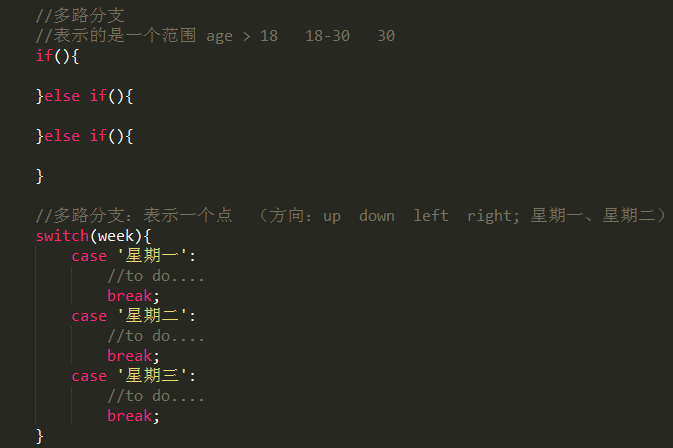 //多路分支
//表示的是一个范围 age > 18   18-30   30
if(){
}else if(){
}else if(){
}
//多路分支：表示一个点  （方向：up  down  left  right; 星期一、星期二）
switch(week){
case '星期一':
//to do....
break;
case '星期二':
//to do....
break;
case '星期三':
//to do....
break;
}